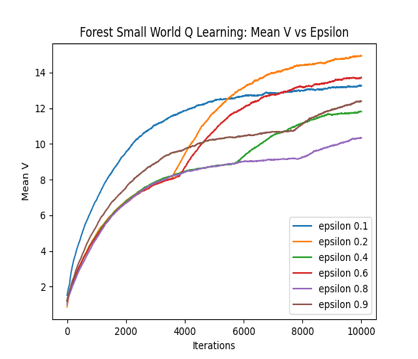 Forest Small World Q Learning: Mean V vs Epsilon
Mean V
14
12
10
8
6
4
2
epsilon 0.1
epsilon 0.2
epsilon 0.4
epsilon 0.6
epsilon 0.8
epsilon 0.9
0 2000 4000 6000 8000 10000
Iterations